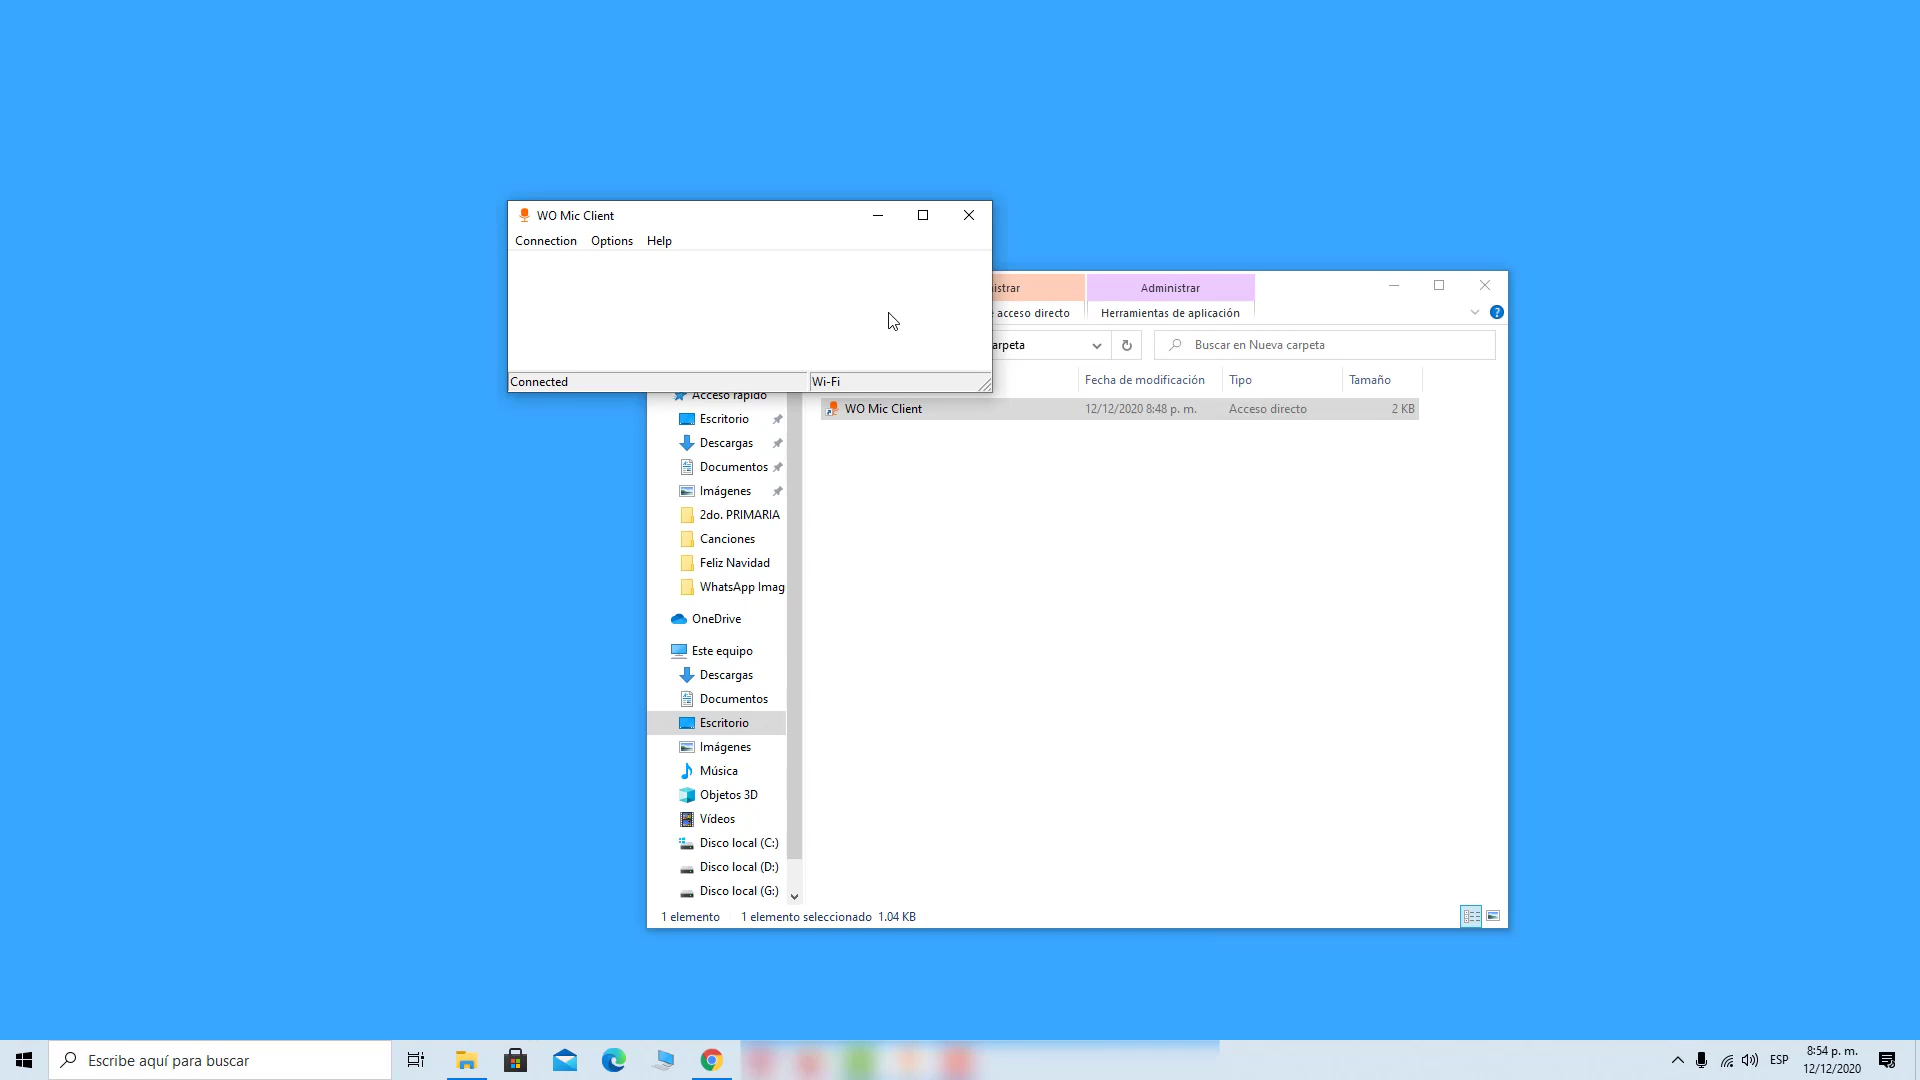 WO Mic Client
Connection Options Help
Connected Wi-Fi
Administrar
acceso directo Herramientas de aplicación
Buscar en Nueva carpeta
Fecha de modificación Tipo Tamaño
WO Mic Client 12/12/2020 8:48 p. m. Acceso directo 2 KB
Acceso rápido
Escritorio
Descargas
Documentos
Imágenes
2do. PRIMARIA
Canciones
Feliz Navidad
WhatsApp Imag
OneDrive
Este equipo
Descargas
Documentos
Escritorio
Imágenes
Música
Objetos 3D
Vídeos
Disco local (C:)
Disco local (D:)
Disco local (G:)
1 elemento 1 elemento seleccionado 1.04 KB
Escribe aquí para buscar
ESP
8:54 p. m.
12/12/2020